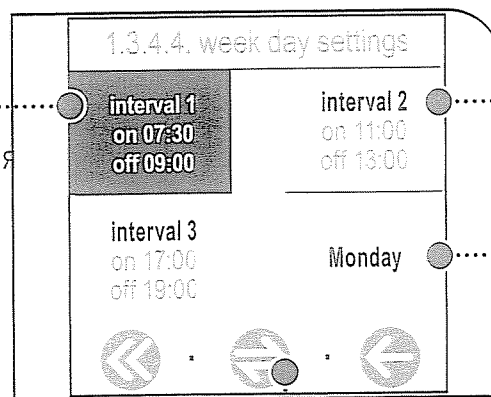 1.3.4.4. week day settings
interval 1
on 07:30
off 09:00
interval 2
on 11:00
off 13:00
interval 3
on 17:00
off 19:00
Monday
Я